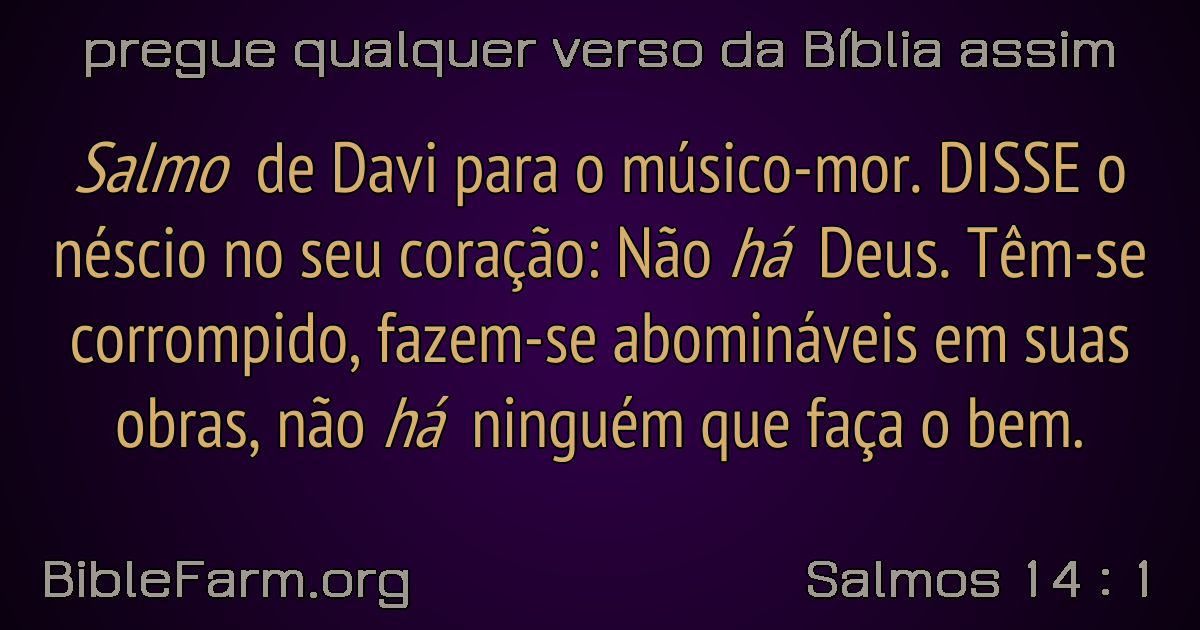 pregue qualquer verso da Bíblia assim
Salmo de Davi para o músico-mor. DISSE o
néscio no seu coração: Não há Deus. Têm-se
corrompido, fazem-se abomináveis em suas
obras, não há ninguém que faça o bem.
BibleFarm.org
Salmos 14 : 1